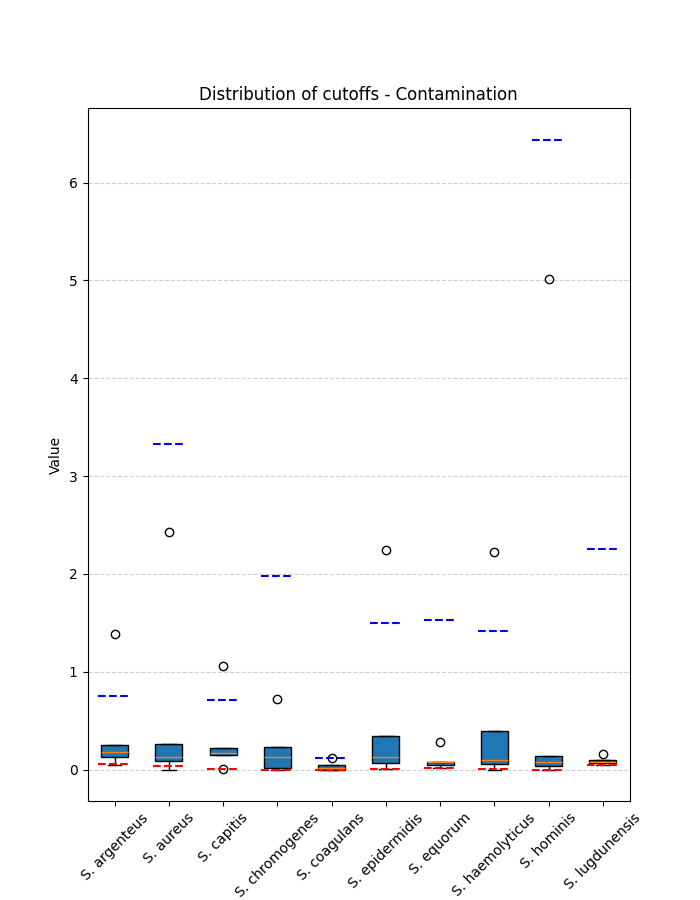 Distribution of cutoffs - Contamination
Value
6
5
4
3
2
1
0
S. argenteus
S. aureus
S. capitis
S. chromogenes
S. coagulans
S. epidermidis
S. equorum
S. haemolyticus
S. hominis
S. lugdunensis